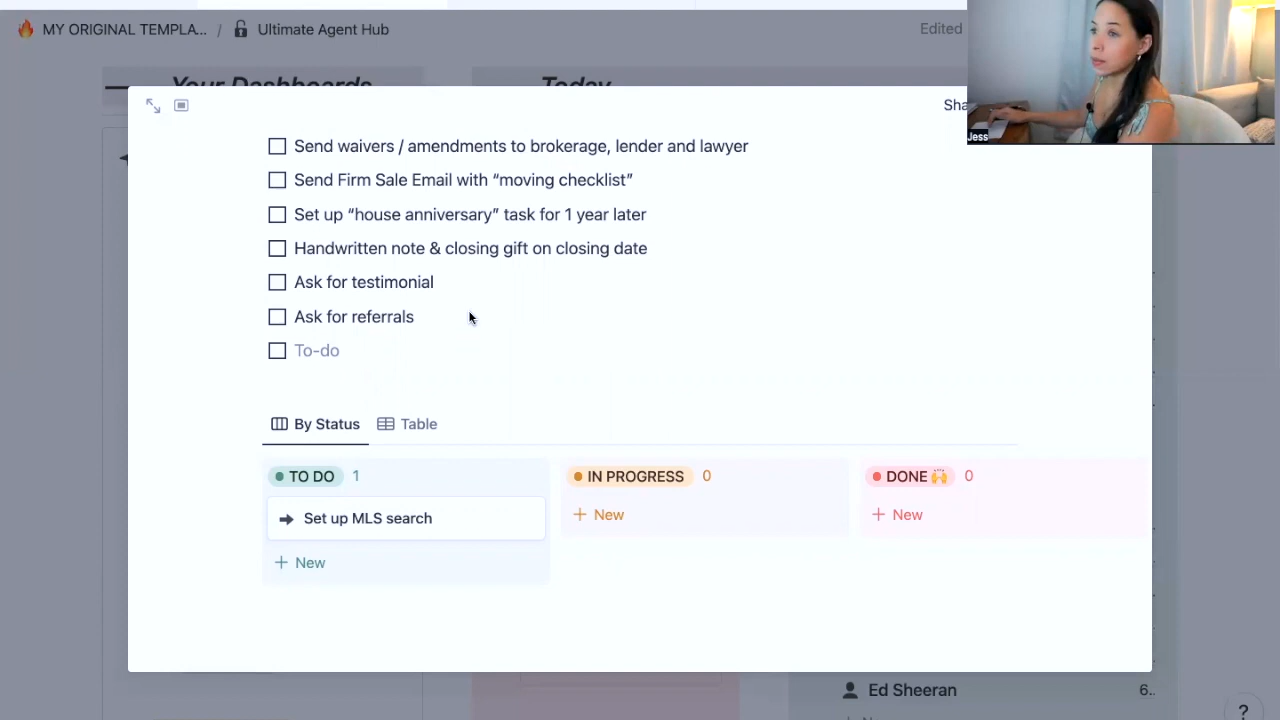 MY ORIGINAL TEMPLA... / Ultimate Agent Hub
Edited
Your Dashboards
Today
Sha
Jess
Send waivers / amendments to brokerage, lender and lawyer
Send Firm Sale Email with “moving checklist”
Set up “house anniversary” task for 1 year later
Handwritten note & closing gift on closing date
Ask for testimonial
Ask for referrals
To-do
By Status Table
TO DO 1
Set up MLS search
+ New
IN PROGRESS 0
+ New
DONE 🙌 0
+ New
Ed Sheeran 6..
?